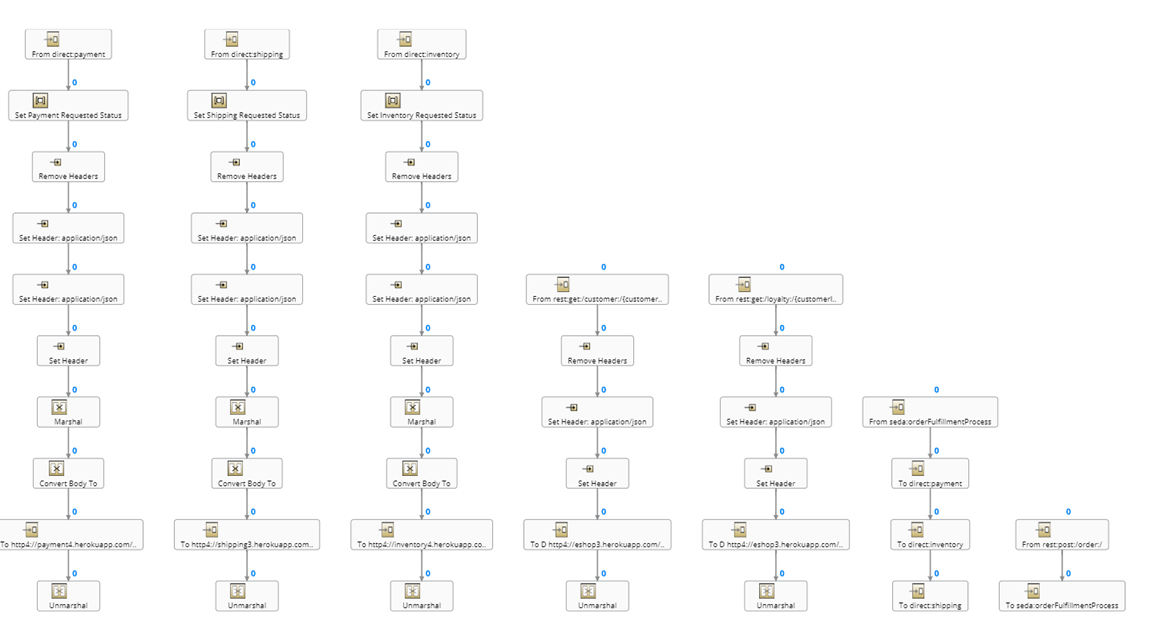 From direct:payment
0
Set Payment Requested Status
0
Remove Headers
0
Set Header: application/json
0
Set Header: application/json
0
Set Header
0
Marshal
0
Convert Body To
0
To http4://payment4.herokuapp.com/..
0
Unmarshal
From direct:shipping
0
Set Shipping Requested Status
0
Remove Headers
0
Set Header: application/json
0
Set Header: application/json
0
Set Header
0
Marshal
0
Convert Body To
0
To http4://shipping3.herokuapp.com..
0
Unmarshal
From direct:inventory
0
Set Inventory Requested Status
0
Remove Headers
0
Set Header: application/json
0
Set Header: application/json
0
Set Header
0
Marshal
0
Convert Body To
0
To http4://inventory4.herokuapp.co..
0
Unmarshal
0
From rest:get:/customer:/{customer..
0
Remove Headers
0
Set Header: application/json
0
Set Header
0
To D http4://eshop3.herokuapp.com/..
0
Unmarshal
0
From rest:get:/loyalty:/{customerI..
0
Remove Headers
0
Set Header: application/json
0
Set Header
0
To D http4://eshop3.herokuapp.com/..
0
Unmarshal
0
From seda:orderFulfillmentProcess
0
To direct:payment
0
To direct:inventory
0
To direct:shipping
0
From rest:post:/order:/
0
To seda:orderFulfillmentProcess